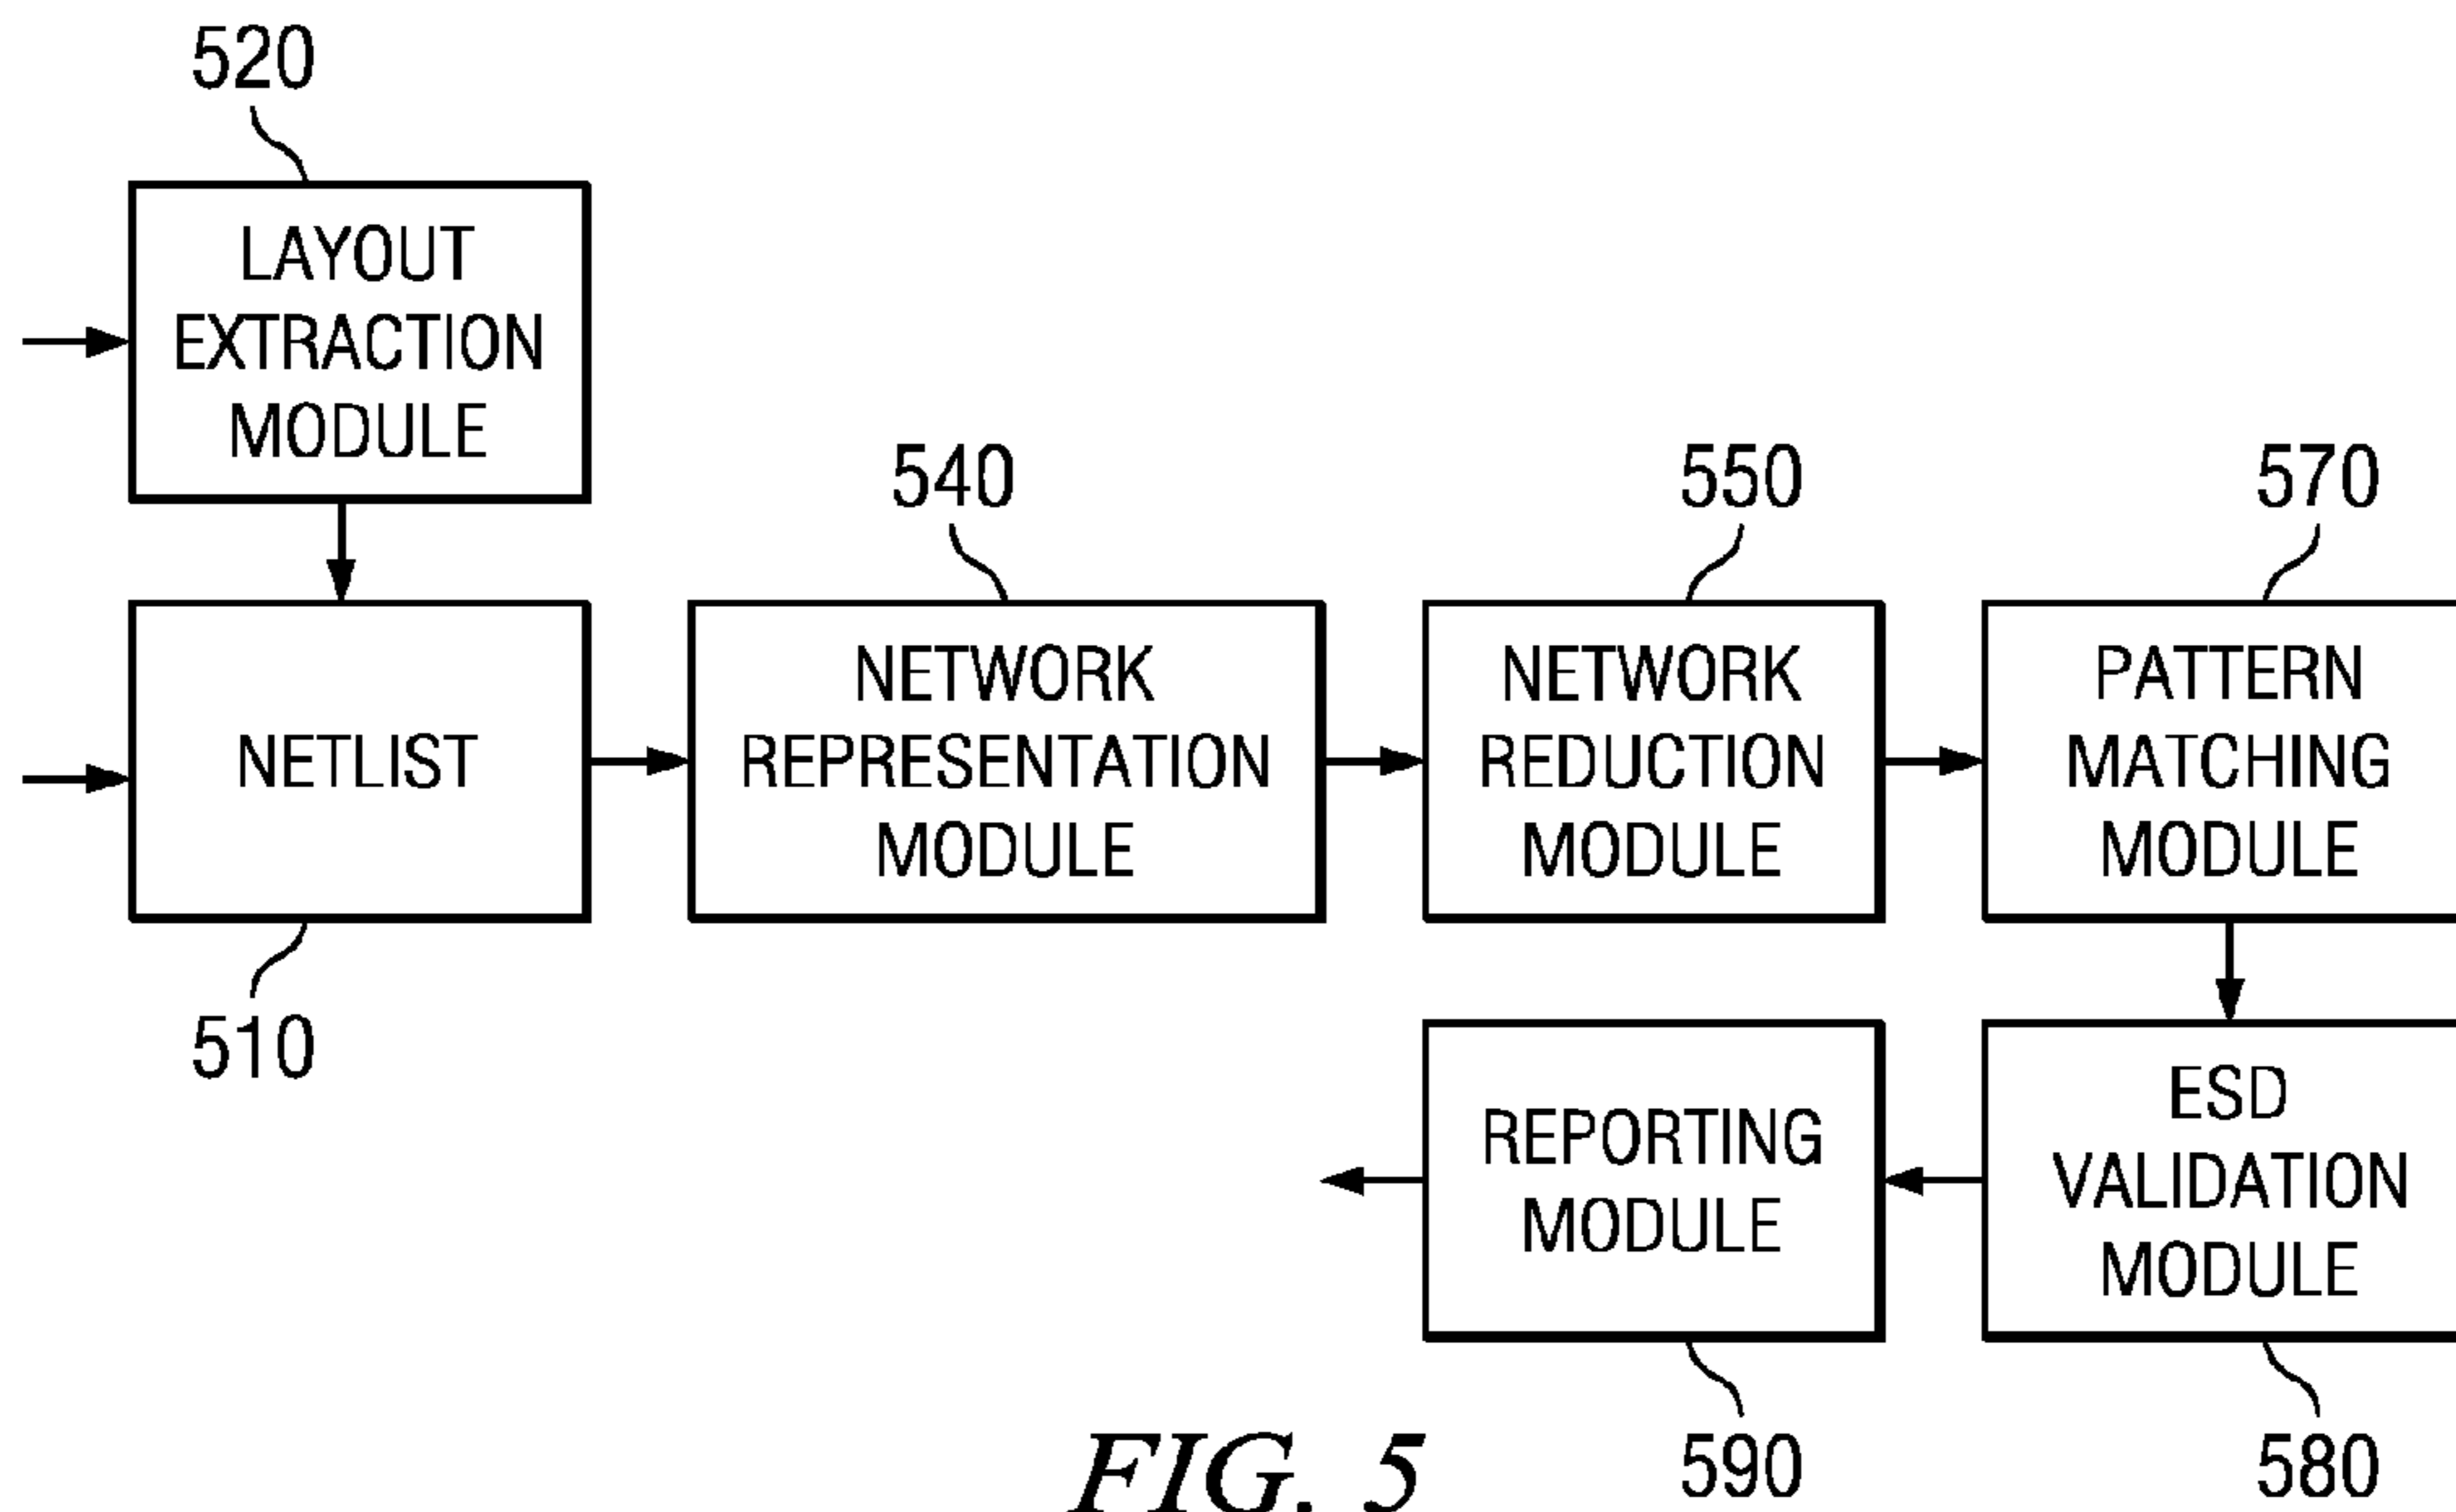 520
LAYOUT
EXTRACTION
MODULE
540
550
570
NETLIST
NETWORK
REPRESENTATION
MODULE
NETWORK
REDUCTION
MODULE
PATTERN
MATCHING
MODULE
510
REPORTING
MODULE
ESD
VALIDATION
MODULE
590
580
FIG. 5